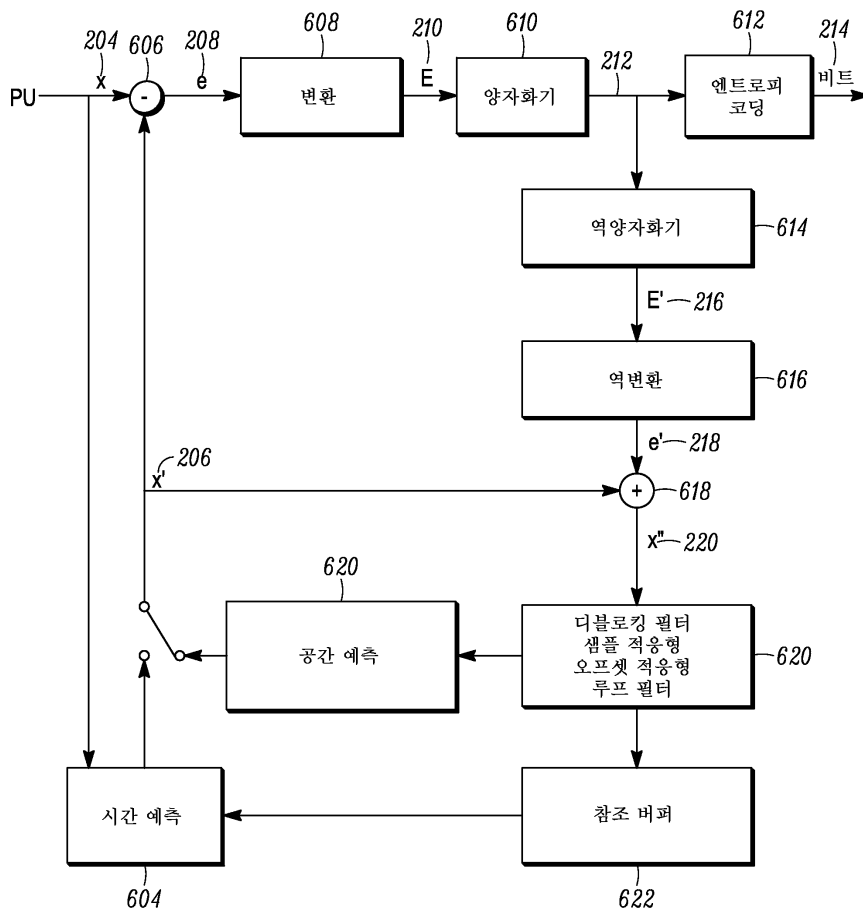 204
606
208
608
210
610
612
214
PU
x
-
e
변환
E
양자화기
212
엔트로피
코딩
비트
역양자화기
614
E'
216
역변환
616
e'
218
x'
206
+
618
x"
220
620
공간 예측
디블로킹 필터
샘플 적응형
오프셋 적응형
루프 필터
620
시간 예측
참조 버퍼
604
622